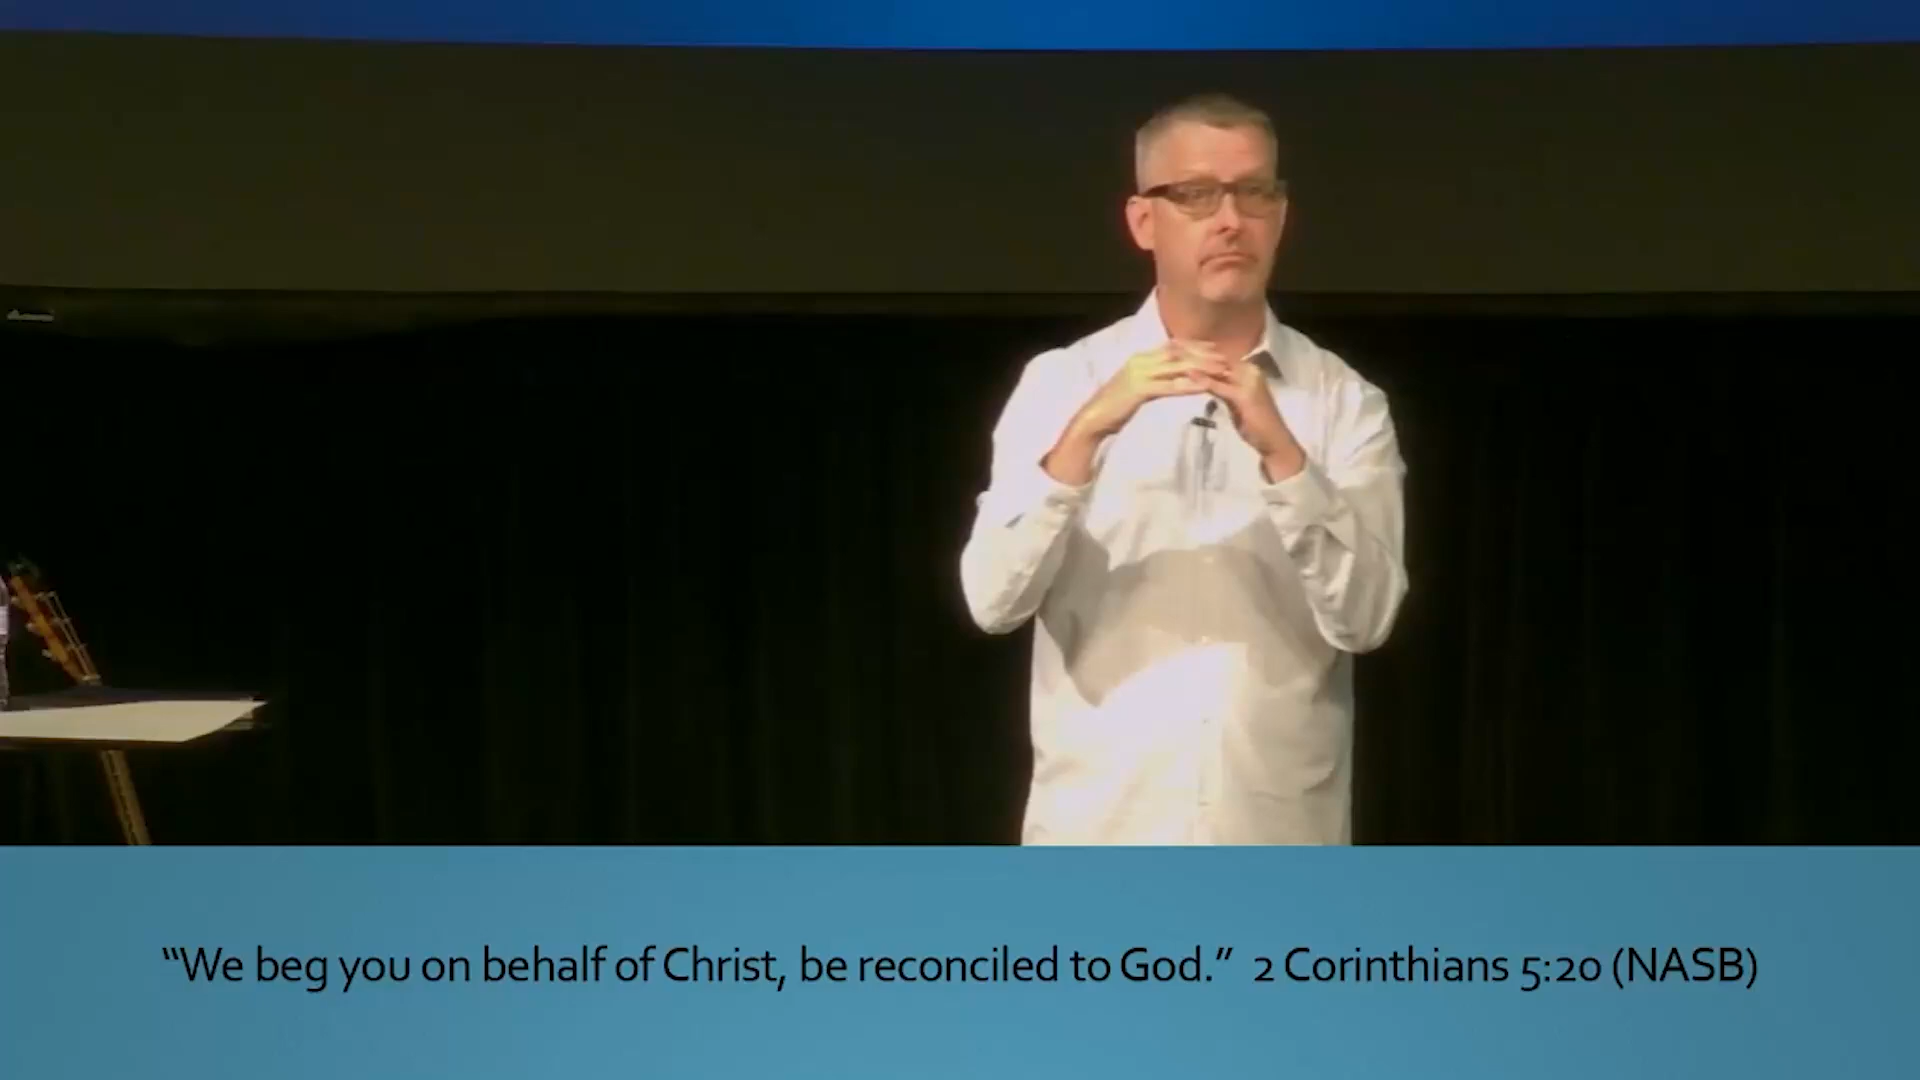 “We beg you on behalf of Christ, be reconciled to God.” 2 Corinthians 5:20 (NASB)